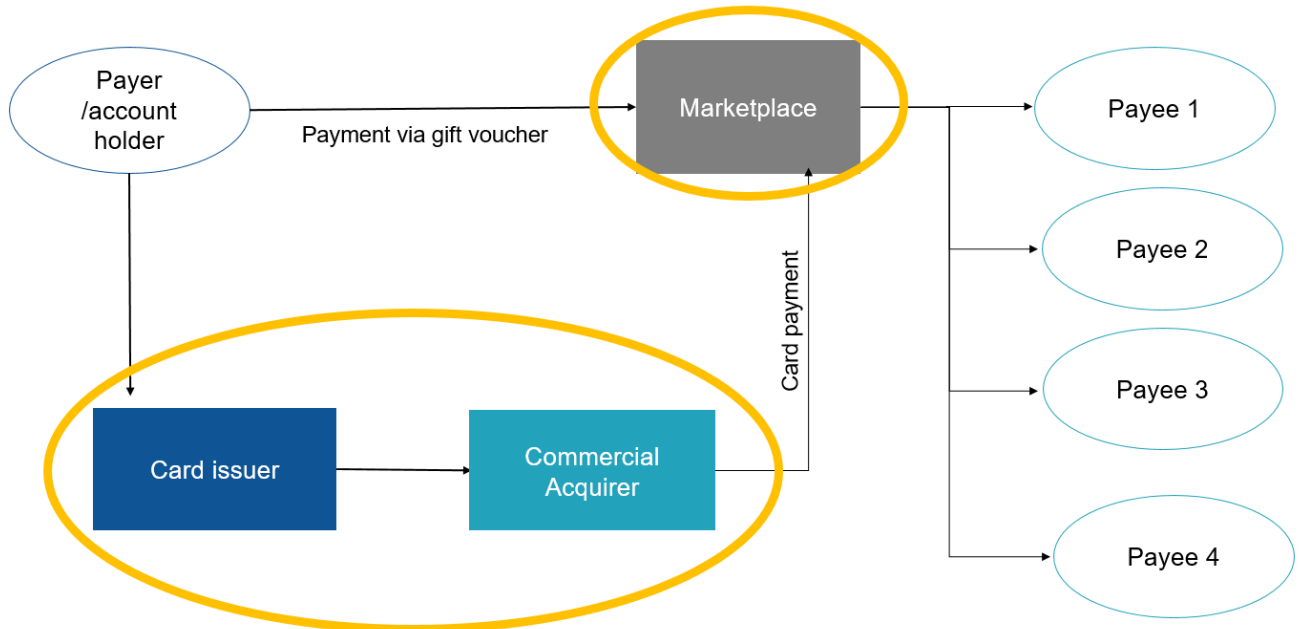 Payer
/account
holder
Payment via gift voucher
Marketplace
Payee 1
Payee 2
Card payment
Payee 3
Card issuer
Commercial
Acquirer
Payee 4